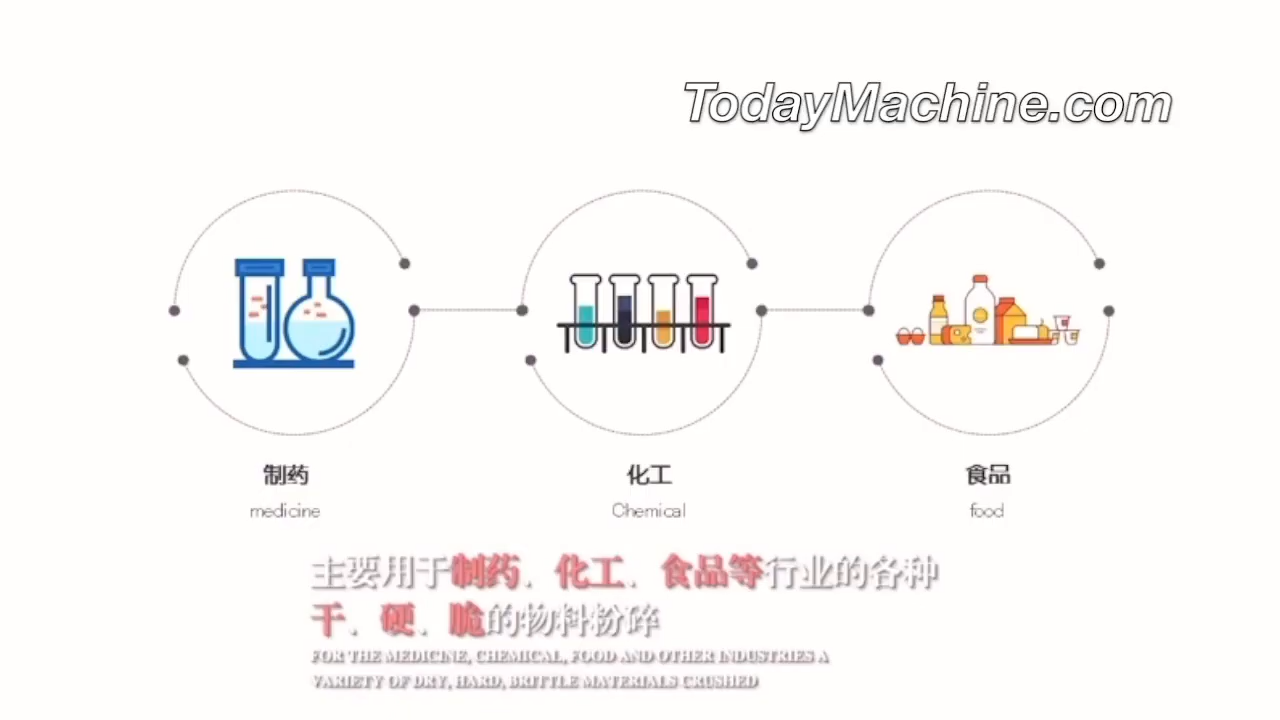 TodayMachine.com
制药
medicine
化工
Chemical
食品
food
主要用于制药、化工、食品等行业的各种
干、硬、脆的物料粉碎
FOR THE MEDICINE, CHEMICAL, FOOD AND OTHER INDUSTRIES A
VARIETY OF DRY, HARD, BRITTLE MATERIALS CRUSHED